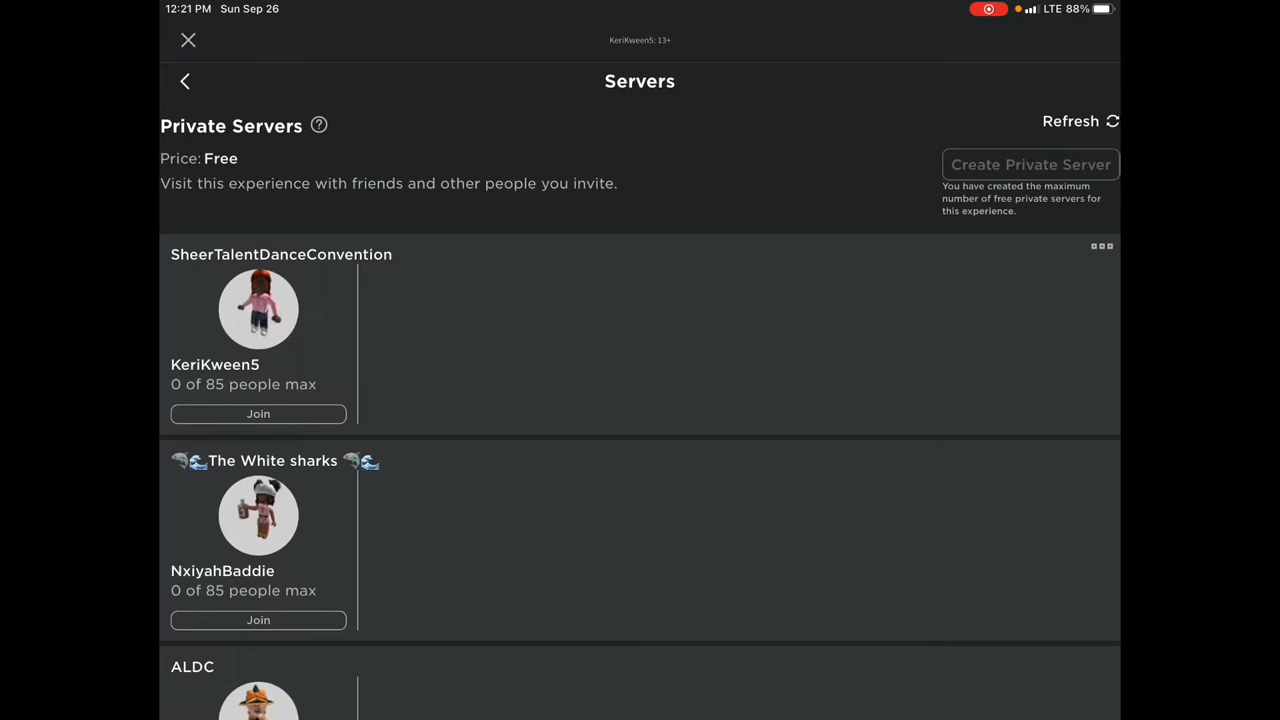 12:21 PM Sun Sep 26
LTE 88%
KeriKween5: 13+
Servers
Private Servers ?
Refresh
Price: Free
Create Private Server
Visit this experience with friends and other people you invite.
You have created the maximum
number of free private servers for
this experience.
SheerTalentDanceConvention
KeriKween5
0 of 85 people max
Join
🦈🌊The White sharks 🦈🌊
NxiyahBaddie
0 of 85 people max
Join
ALDC